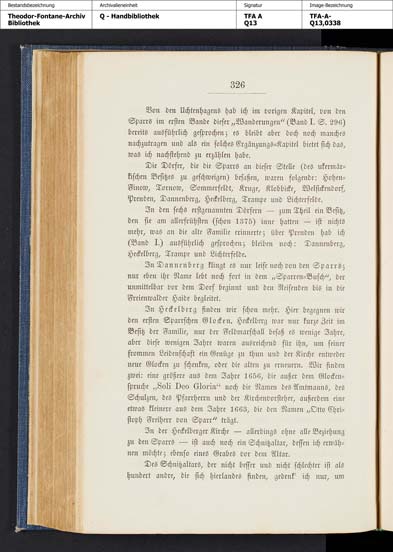 Bestandsbezeichnung Archivalieneinheit Signatur Image-Bezeichnung
Theodor-Fontane-Archiv Q - Handbibliothek TFA A TFA-A-
Bibliothek Q13 Q13,0338
326
Von den Uchtenhagens hab ich im vorigen Kapitel, von den
Sparrs im ersten Bande dieser „Wanderungen" (Band I. S. 296)
bereits ausführlich gesprochen; es bleibt aber doch noch manches
nachzutragen und als ein solches Ergänzungs-Kapitel bietet sich das,
was ich nachstehend zu erzählen habe.
Die Dörfer, die die Sparrs an dieser Stelle (des ukermär-
kischen Besitzes zu geschweigen) besaßen, waren folgende: Hohen-
Finow, Tornow, Sommerfeldt, Kruge, Klobbicke, Wölsickendorf,
Prenden, Dannenberg, Heckelberg, Trampe und Lichterfelde.
In den sechs erstgenannten Dörfern — zum Theil ein Besitz,
den sie am allerfrühsten (schon 1375) inne hatten — ist nichts
mehr, was an die alte Familie erinnerte; über Prenden hab ich
(Band I.) ausführlich gesprochen; bleiben noch: Dannenberg,
Heckelberg, Trampe und Lichterfelde.
In Dannenberg klingt es nur leis noch von den Sparrs;
nur eben ihr Name lebt noch fort in dem „Sparren-Busch", der
unmittelbar vor dem Dorf beginnt und den Reisenden bis in die
Freienwalder Haide begleitet.
In Heckelberg finden wir schon mehr. Hier begegnen wir
den ersten Sparrschen Glocken. Heckelberg war nur kurze Zeit im
Besitz der Familie, nur der Feldmarschall besaß es wenige Jahre,
aber diese wenigen Jahre waren ausreichend für ihn, um seiner
frommen Leidenschaft ein Genüge zu thun und der Kirche entweder
neue Glocken zu schenken, oder die alten zu erneuern. Wir finden
zwei: eine größere aus dem Jahre 1656, die außer dem Glocken-
spruche „Soli Deo Gloria" noch die Namen des Amtmanns, des
Schulzen, des Pfarrherrn und der Kirchenvorsteher, außerdem eine
etwas kleinere aus dem Jahre 1663, die den Namen „Otto Chri-
stoph Freiherr von Sparr" trägt.
In der Heckelberger Kirche — allerdings ohne alle Beziehung
zu den Sparrs — ist auch noch ein Schnitzaltar, dessen ich erwäh-
nen möchte; ebenso eines Grabes vor dem Altar.
Des Schnitzaltars, der nicht besser und nicht schlechter ist als
hundert andre, die sich hierlandes finden, gedenk ich nur, um